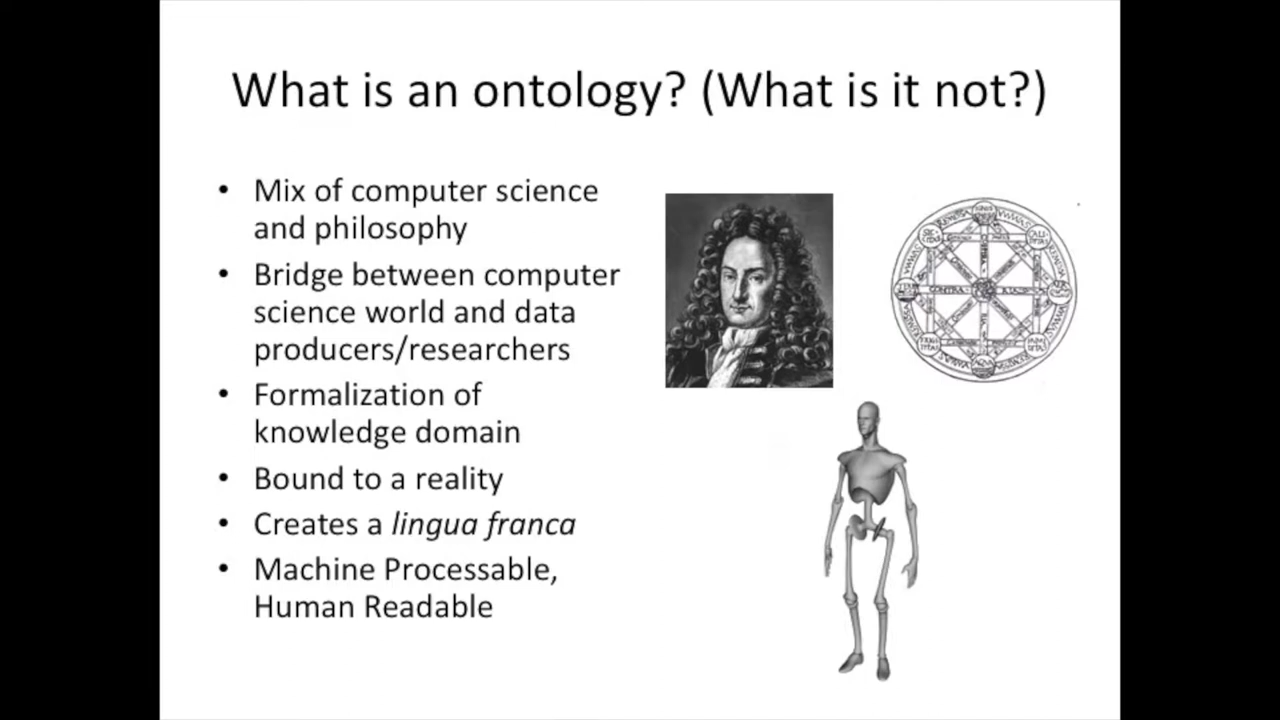 What is an ontology? (What is it not?)
• Mix of computer science
and philosophy
• Bridge between computer
science world and data
producers/researchers
• Formalization of
knowledge domain
• Bound to a reality
• Creates a lingua franca
• Machine Processable,
Human Readable